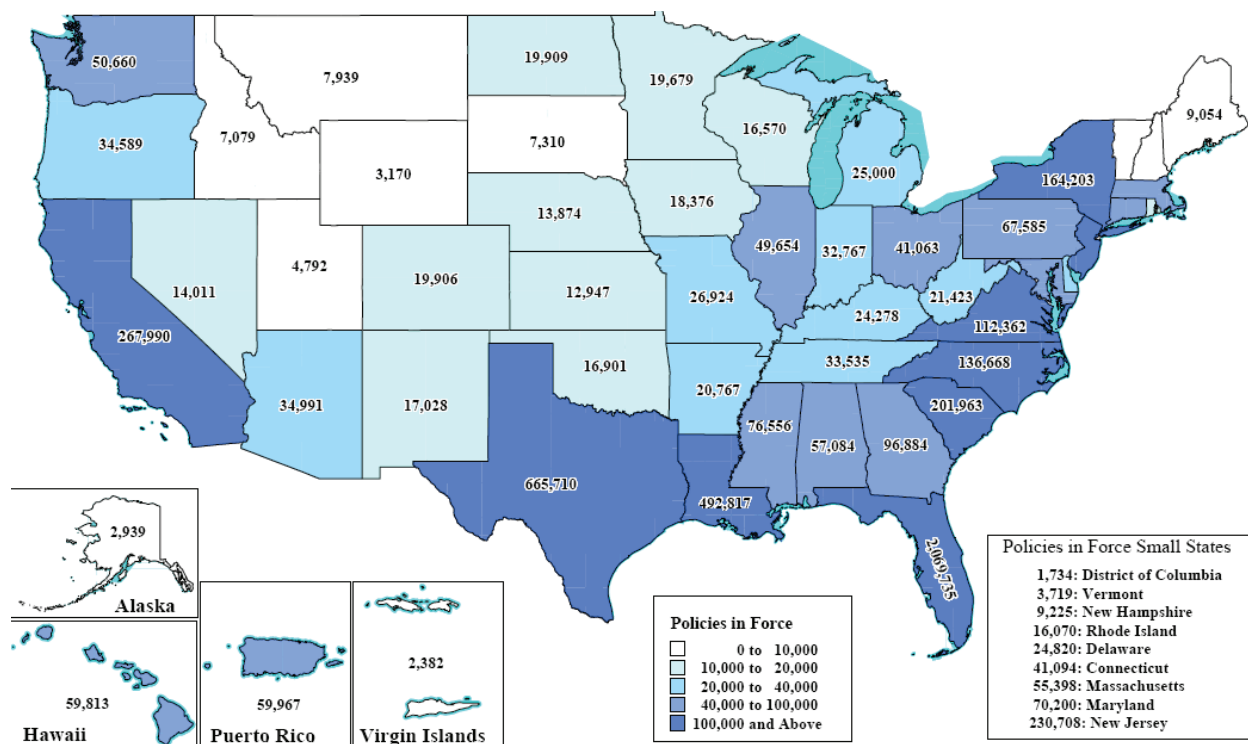 50,660
7,939
19,909
19,679
9,054
34,589
7,079
7,310
16,570
3,170
25,000
164,203
13,874
18,376
67,585
4,792
19,906
49,654
32,767
41,063
14,011
12,947
26,924
21,423
24,278
112,362
267,990
33,535
136,668
34,991
17,028
16,901
20,767
201,963
76,556
57,084
96,884
665,710
492,817
2,069,735
2,939
Alaska
59,813
Hawaii
59,967
Puerto Rico
2,382
Virgin Islands
Policies in Force
0 to 10,000
10,000 to 20,000
20,000 to 40,000
40,000 to 100,000
100,000 and Above
Policies in Force Small States
1,734: District of Columbia
3,719: Vermont
9,225: New Hampshire
16,070: Rhode Island
24,820: Delaware
41,094: Connecticut
55,398: Massachusetts
70,200: Maryland
230,708: New Jersey